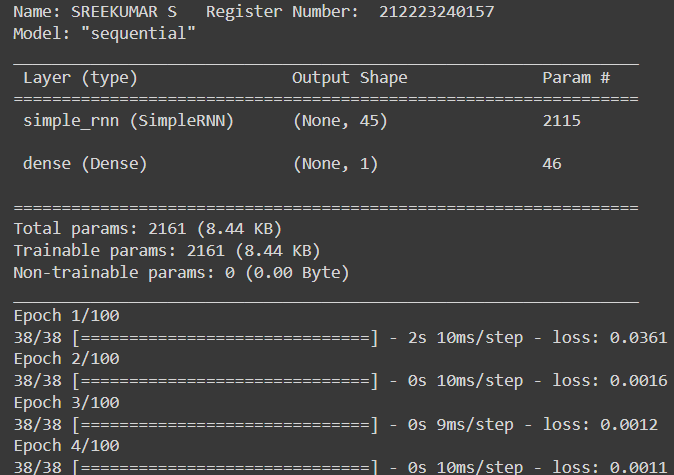 Name: SREEKUMAR S   Register Number:  212223240157
Model: "sequential"
_________________________________________________________________
 Layer (type)                Output Shape              Param #
=================================================================
 simple_rnn (SimpleRNN)      (None, 45)                2115
 dense (Dense)               (None, 1)                 46
=================================================================
Total params: 2161 (8.44 KB)
Trainable params: 2161 (8.44 KB)
Non-trainable params: 0 (0.00 Byte)
_________________________________________________________________
Epoch 1/100
38/38 [==============================] - 2s 10ms/step - loss: 0.0361
Epoch 2/100
38/38 [==============================] - 0s 10ms/step - loss: 0.0016
Epoch 3/100
38/38 [==============================] - 0s 9ms/step - loss: 0.0012
Epoch 4/100
38/38 [==============================] - 0s 10ms/step - loss: 0.0011